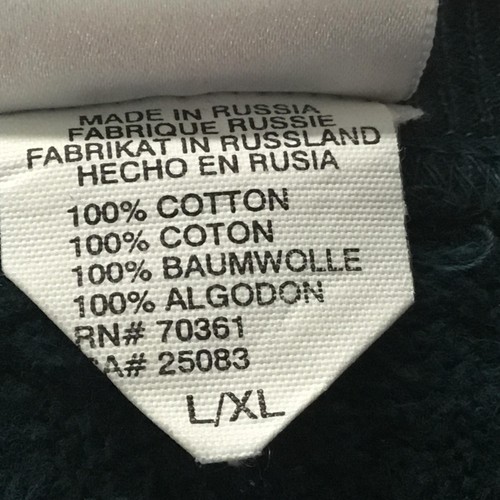 MADE IN RUSSIA
FABRIQUE RUSSIE
FABRIKAT IN RUSSLAND
HECHO EN RUSIA
100% COTTON
100% COTON
100% BAUMWOLLE
100% ALGODON
RN# 70361
CA# 25083
L/XL